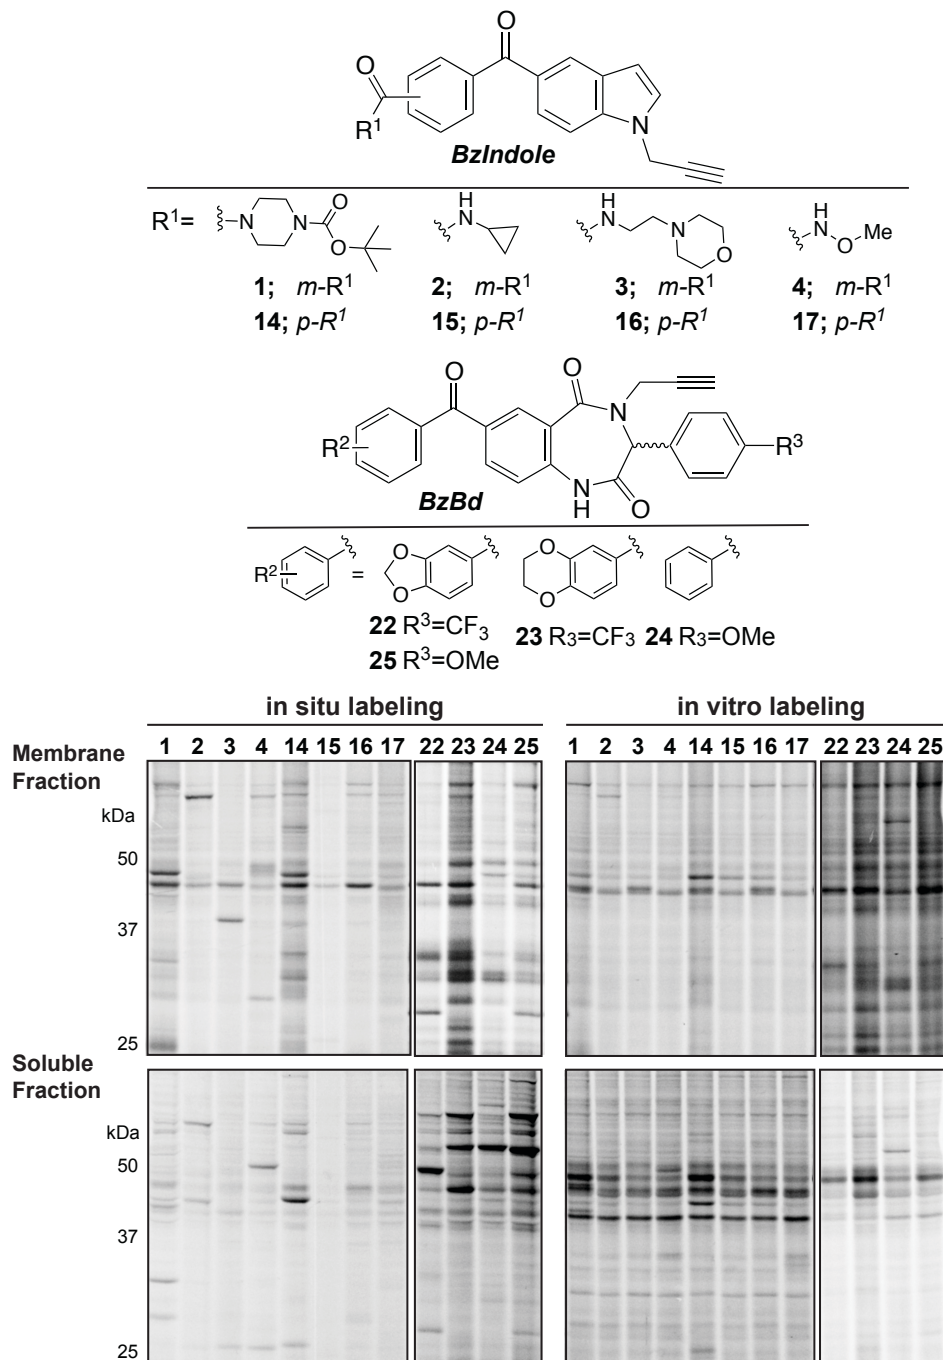 O
O
R1
N
BzIndole
R1=
N
N
O
O
H
N
H
N
N
O
H
N
O
Me
1; m-R1
2; m-R1
3; m-R1
4; m-R1
14; p-R1
15; p-R1
16; p-R1
17; p-R1
O
O
N
R2
R3
N
H
O
BzBd
R2
=
O
O
O
O
22 R3=CF3
23 R3=CF3
24 R3=OMe
25 R3=OMe
in situ labeling
in vitro labeling
1 2 3 4 14 15 16 17 22 23 24 25
1 2 3 4 14 15 16 17 22 23 24 25
Membrane
Fraction
kDa
50
37
25
Soluble
Fraction
kDa
50
37
25